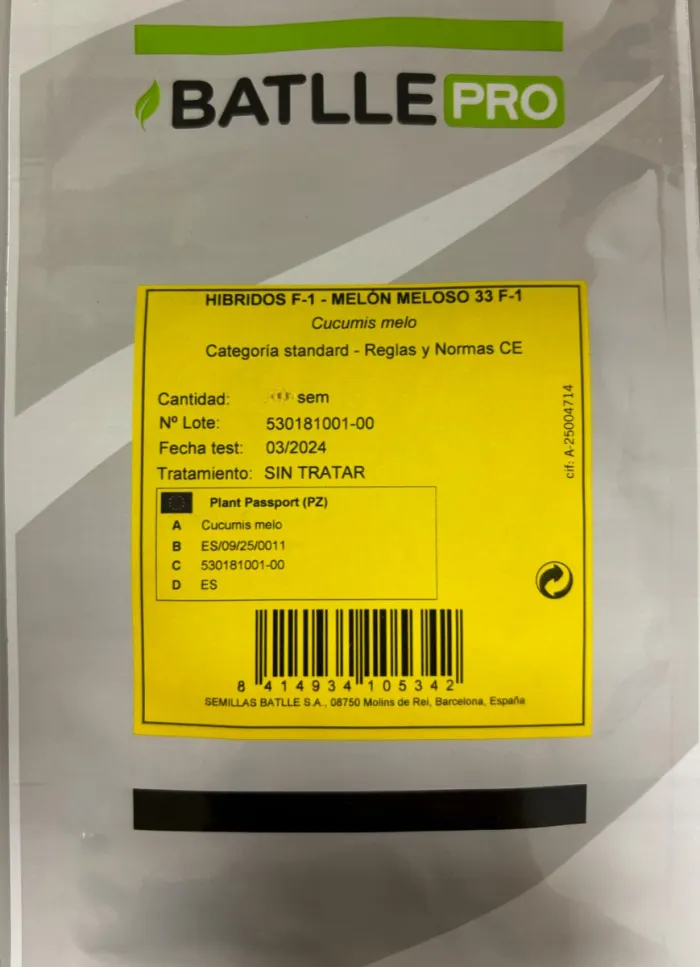 BATLLE PRO
HIBRIDOS F-1 - MELÓN MELOSO 33 F-1
Cucumis melo
Categoría standard - Reglas y Normas CE
Cantidad: sem
Nº Lote: 530181001-00
Fecha test: 03/2024
Tratamiento: SIN TRATAR
cif: A-25004714
Plant Passport (PZ)
A Cucumis melo
B ES/09/25/0011
C 530181001-00
D ES
8 414934 105342
SEMILLAS BATLLE S.A., 08750 Molins de Rei, Barcelona, España